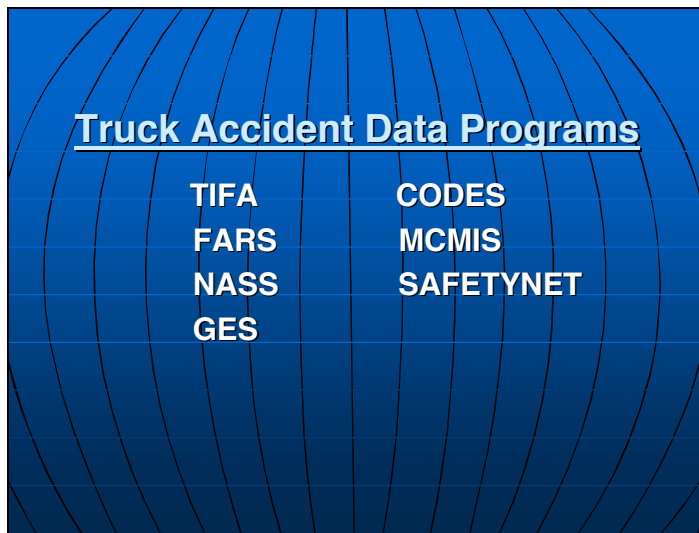 Truck Accident Data Programs
TIFA
FARS
NASS
GES
CODES
MCMIS
SAFETYNET